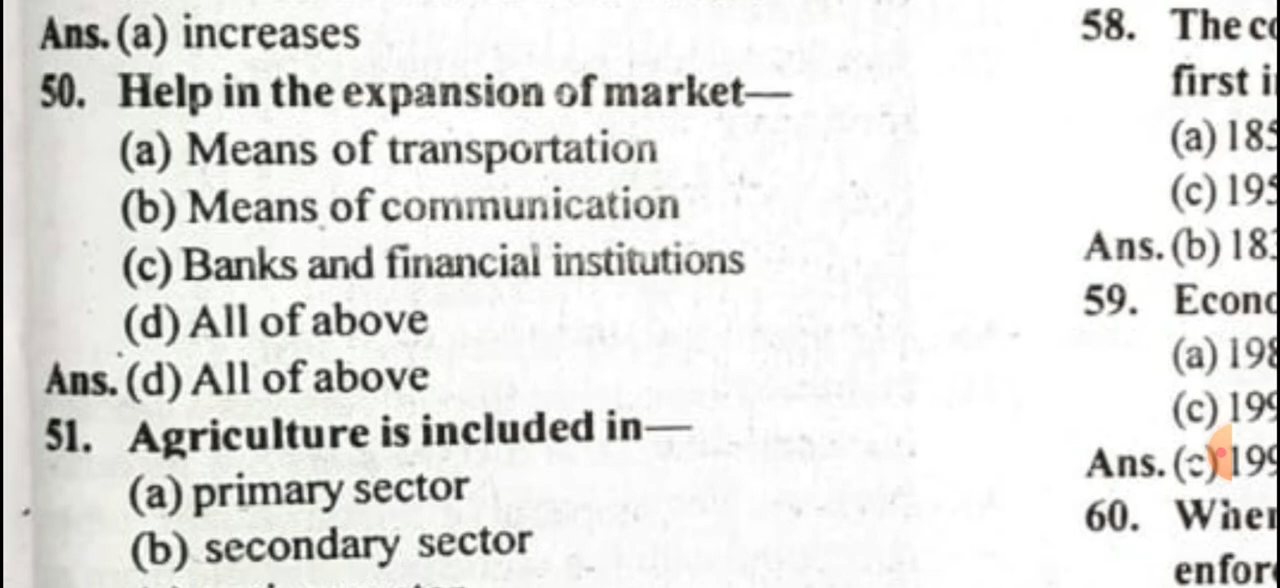 Ans. (a) increases
50. Help in the expansion of market—
(a) Means of transportation
(b) Means of communication
(c) Banks and financial institutions
(d) All of above
Ans. (d) All of above
51. Agriculture is included in—
(a) primary sector
(b) secondary sector
58. The
first
(a)
(c)
Ans. (b)
59.
(a)
(c)
Ans. (c)
60.